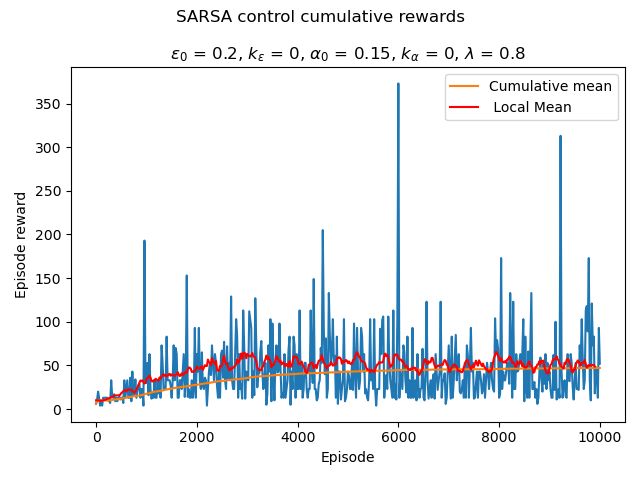 SARSA control cumulative rewards
ε₀ = 0.2, kε = 0, α₀ = 0.15, kα = 0, λ = 0.8
Cumulative mean
Local Mean
Episode reward
350
300
250
200
150
100
50
0
0 2000 4000 6000 8000 10000
Episode